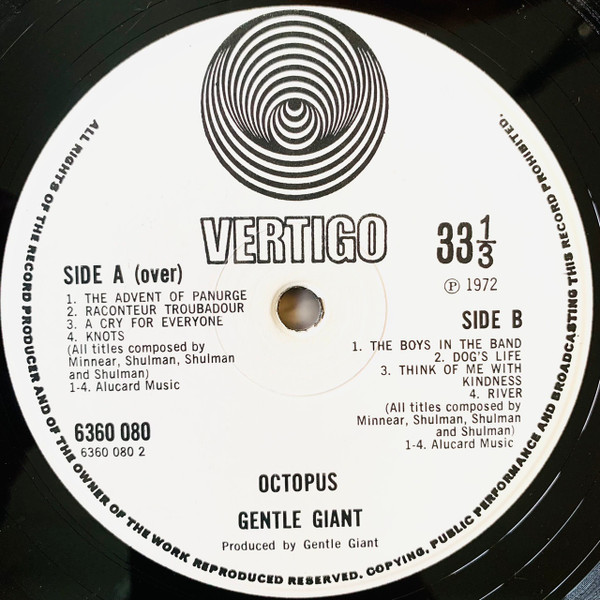 VERTIGO
33 1/3
Ⓟ 1972
SIDE A (over)
1. THE ADVENT OF PANURGE
2. RACONTEUR TROUBADOUR
3. A CRY FOR EVERYONE
4. KNOTS
(All titles composed by
Minnear, Shulman, Shulman
and Shulman)
1-4. Alucard Music
SIDE B
1. THE BOYS IN THE BAND
2. DOG'S LIFE
3. THINK OF ME WITH
KINDNESS
4. RIVER
(All titles composed by
Minnear, Shulman, Shulman
and Shulman)
1-4. Alucard Music
6360 080
6360 080 2
OCTOPUS
GENTLE GIANT
Produced by Gentle Giant
ALL RIGHTS OF THE RECORD PRODUCER AND OF THE OWNER OF THE WORK REPRODUCED RESERVED. COPYING, PUBLIC PERFORMANCE AND BROADCASTING THIS RECORD PROHIBITED.